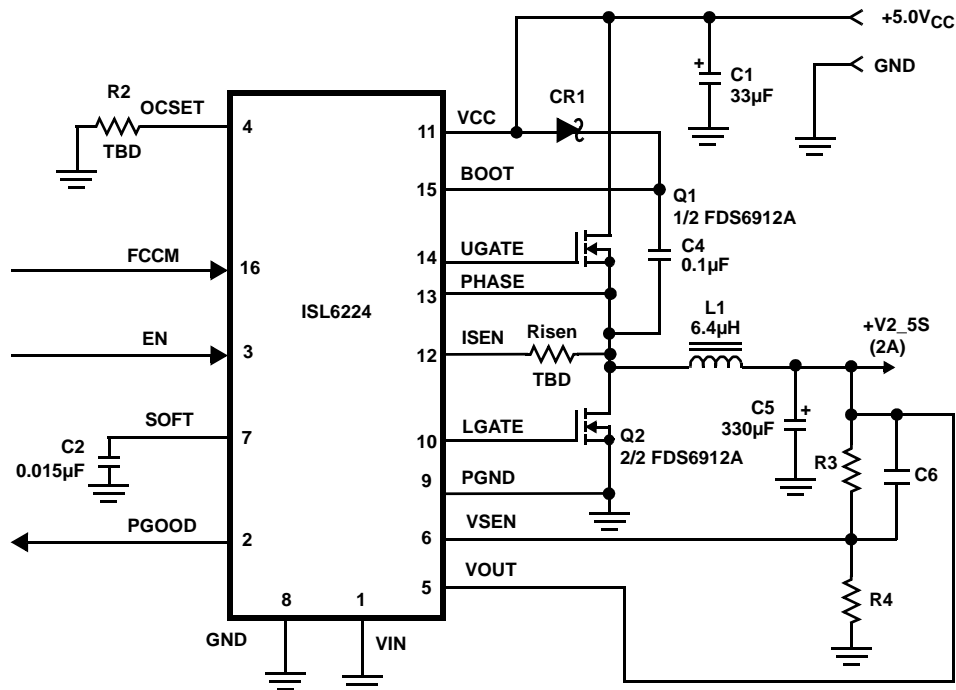 +5.0VCC
GND
C1
33µF
+
CR1
R2
OCSET
TBD
4
11
VCC
15
BOOT
Q1
1/2 FDS6912A
C4
0.1µF
14
UGATE
13
PHASE
FCCM
16
ISL6224
L1
6.4µH
+V2_5S
(2A)
EN
3
12
ISEN
Risen
TBD
SOFT
7
C2
0.015µF
10
LGATE
Q2
2/2 FDS6912A
C5
330µF
+
R3
C6
9
PGND
PGOOD
2
6
VSEN
5
VOUT
R4
8
1
GND
VIN